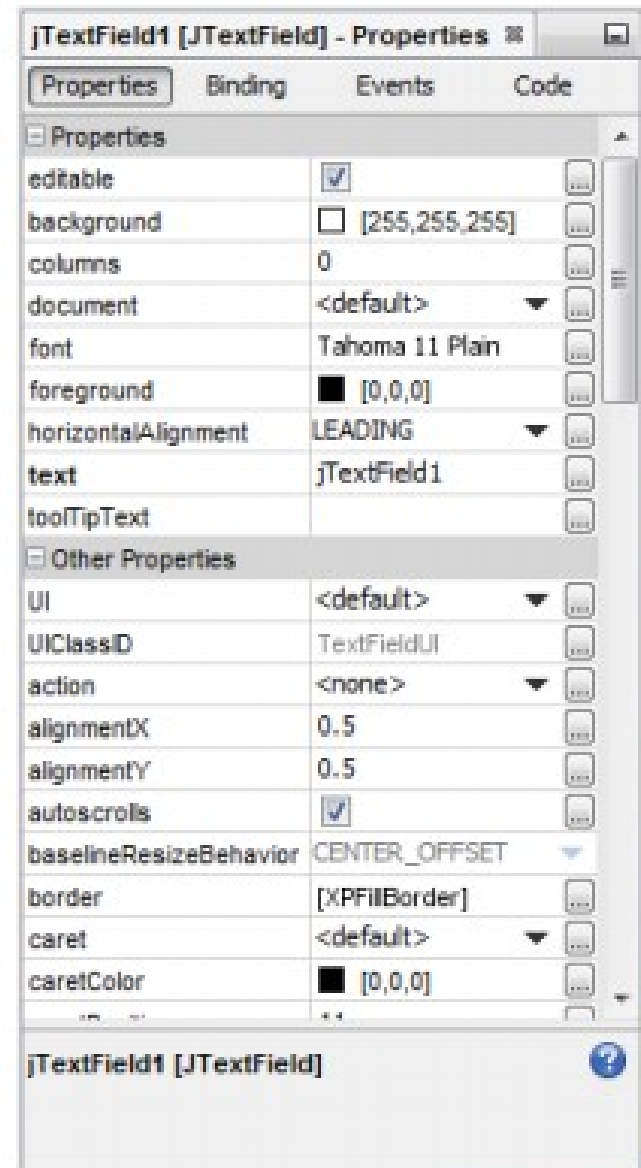 jTextField1 [JTextField] - Properties
Properties Binding Events Code
Properties
editable
background [255,255,255]
columns 0
document <default>
font Tahoma 11 Plain
foreground [0,0,0]
horizontalAlignment LEADING
text jTextField1
toolTipText
Other Properties
UI <default>
UIClassID TextFieldUI
action <none>
alignmentX 0.5
alignmentY 0.5
autoscrolls
baselineResizeBehavior CENTER_OFFSET
border [XPFillBorder]
caret <default>
caretColor [0,0,0]
jTextField1 [JTextField]